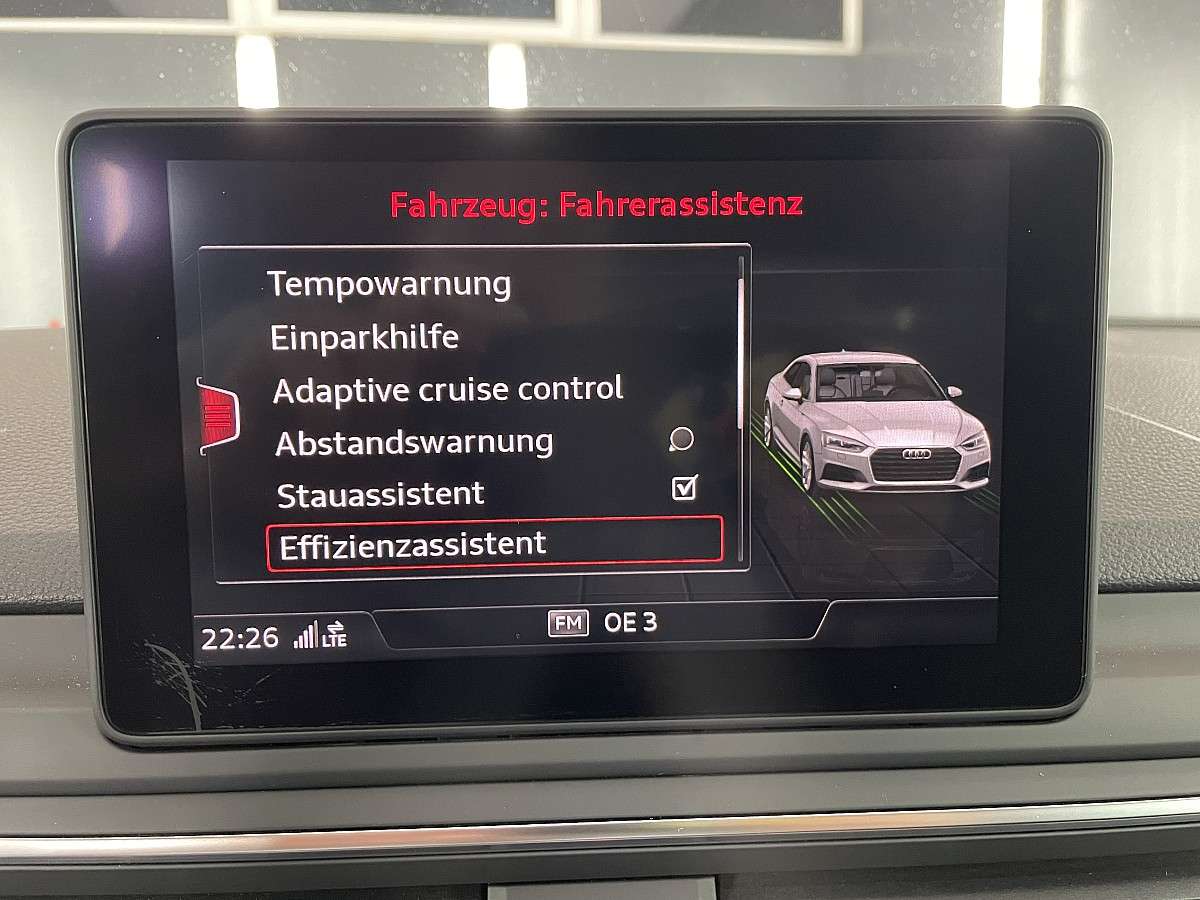 Fahrzeug: Fahrerassistenz
Tempowarnung
Einparkhilfe
Adaptive cruise control
Abstandswarnung
Stauassistent
Effizienzassistent
22:26 LTE FM OE 3